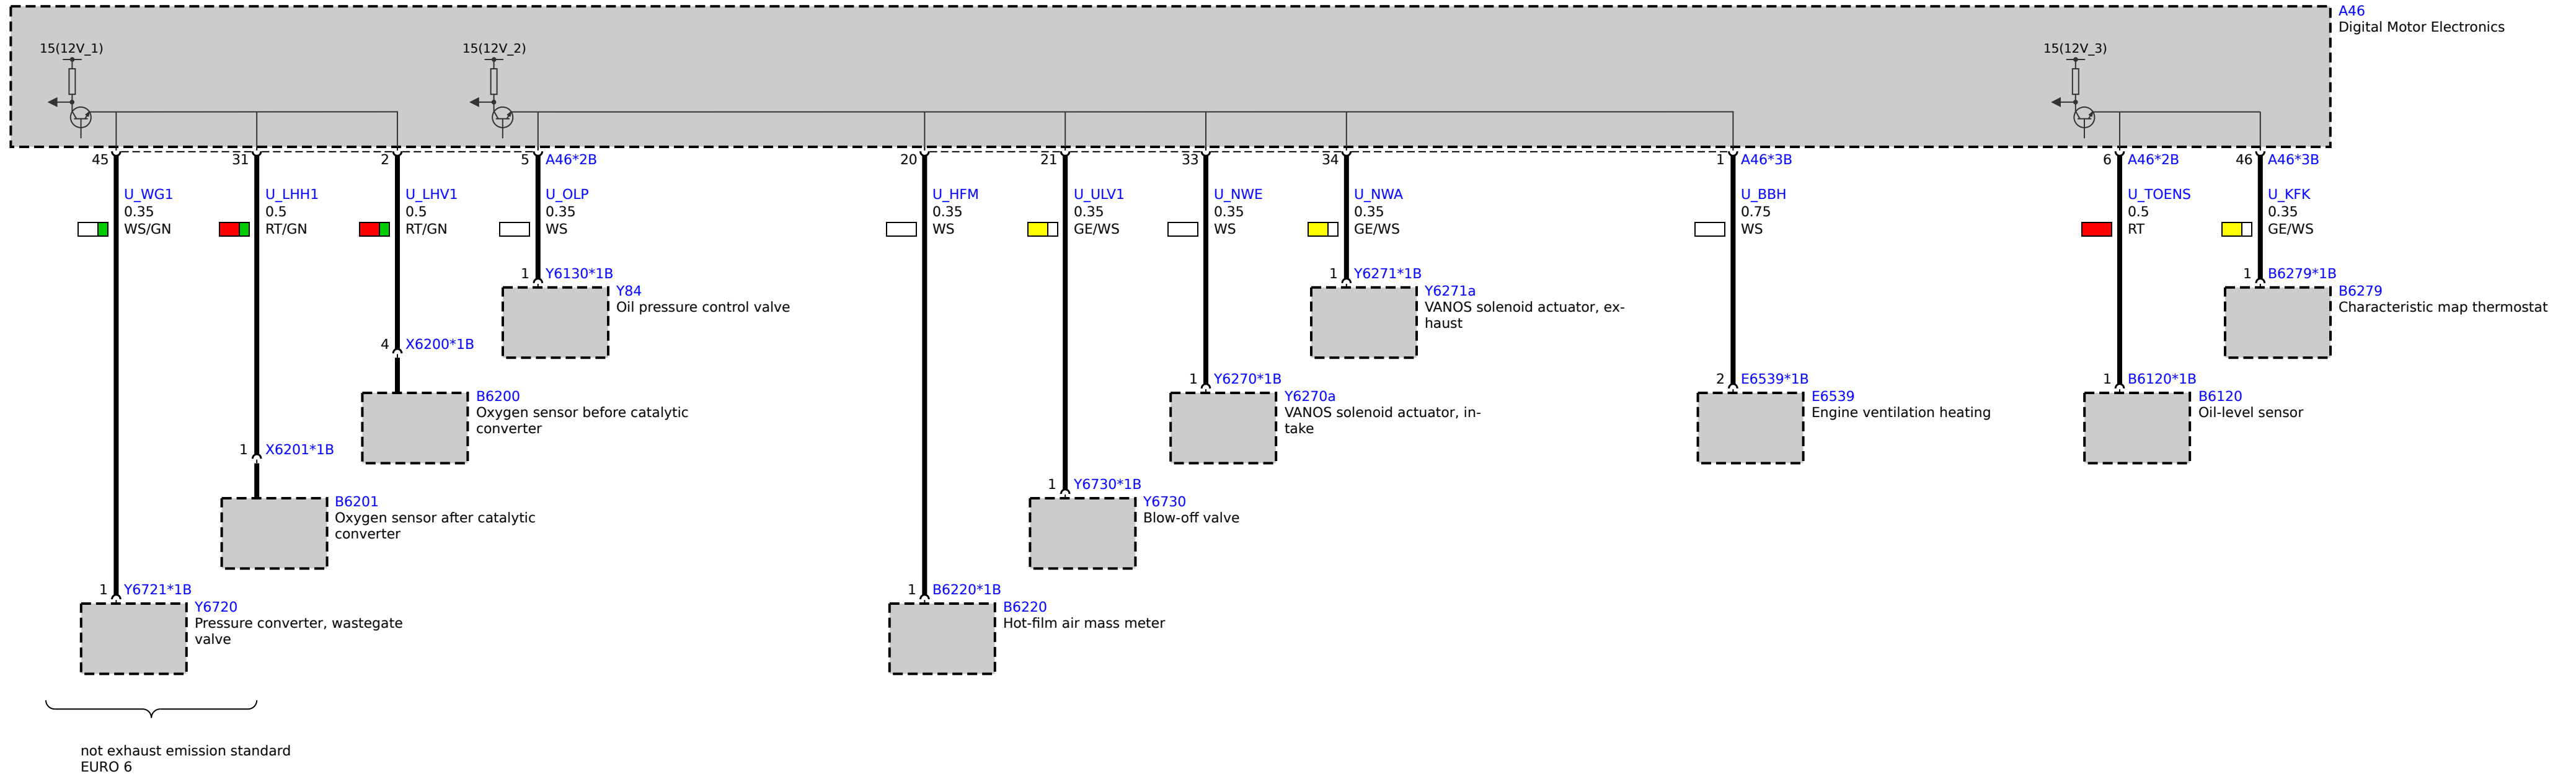 A46
Digital Motor Electronics
15(12V_1)
15(12V_2)
15(12V_3)
45
31
2
5
A46*2B
20
21
33
34
1
A46*3B
6
A46*2B
46
A46*3B
U_WG1
0.35
WS/GN
U_LHH1
0.5
RT/GN
U_LHV1
0.5
RT/GN
U_OLP
0.35
WS
U_HFM
0.35
WS
U_ULV1
0.35
GE/WS
U_NWE
0.35
WS
U_NWA
0.35
GE/WS
U_BBH
0.75
WS
U_TOENS
0.5
RT
U_KFK
0.35
GE/WS
1
Y6130*1B
Y84
Oil pressure control valve
1
Y6271*1B
Y6271a
VANOS solenoid actuator, ex-
haust
1
B6279*1B
B6279
Characteristic map thermostat
4
X6200*1B
B6200
Oxygen sensor before catalytic
converter
1
Y6270*1B
Y6270a
VANOS solenoid actuator, in-
take
2
E6539*1B
E6539
Engine ventilation heating
1
B6120*1B
B6120
Oil-level sensor
1
X6201*1B
B6201
Oxygen sensor after catalytic
converter
1
Y6730*1B
Y6730
Blow-off valve
1
Y6721*1B
Y6720
Pressure converter, wastegate
valve
1
B6220*1B
B6220
Hot-film air mass meter
not exhaust emission standard
EURO 6